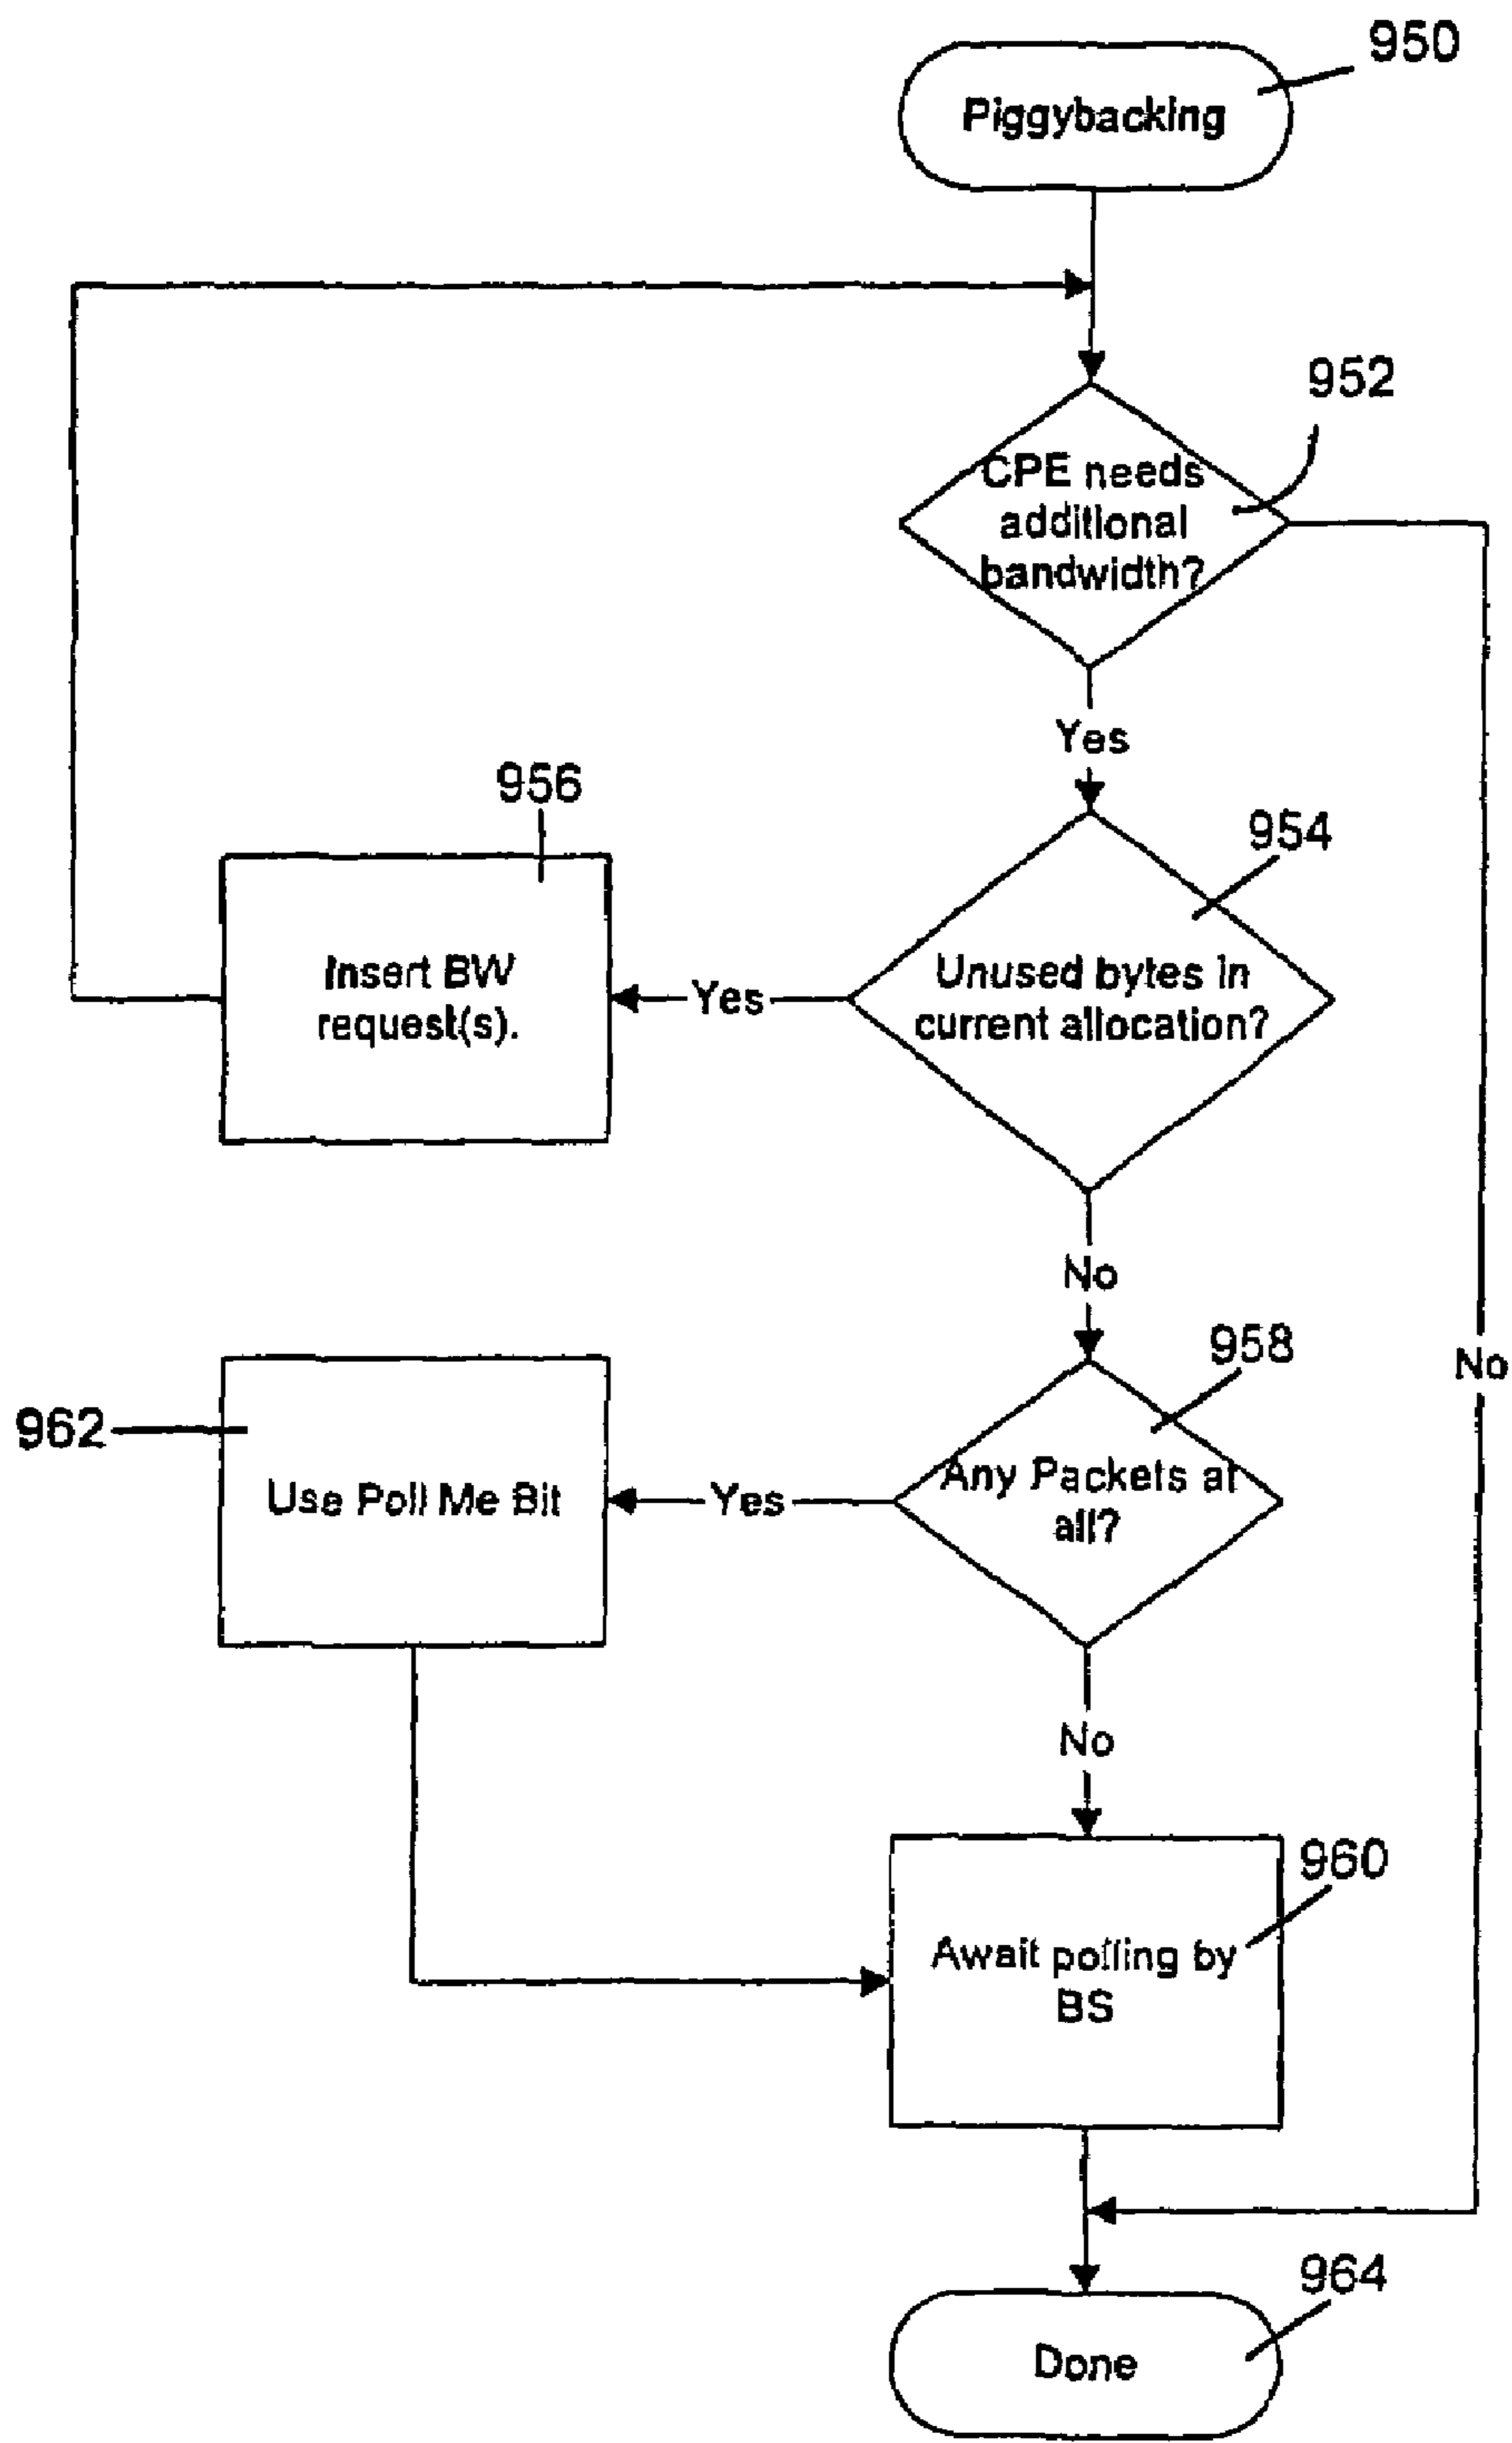 950
Piggybacking
952
CPE needs
additional
bandwidth?
Yes
956
954
Insert BW
request(s).
Yes
Unused bytes in
current allocation?
No
958
No
962
Use Poll Me Bit
Yes
Any Packets at
all?
No
960
Await polling by
BS
964
Done